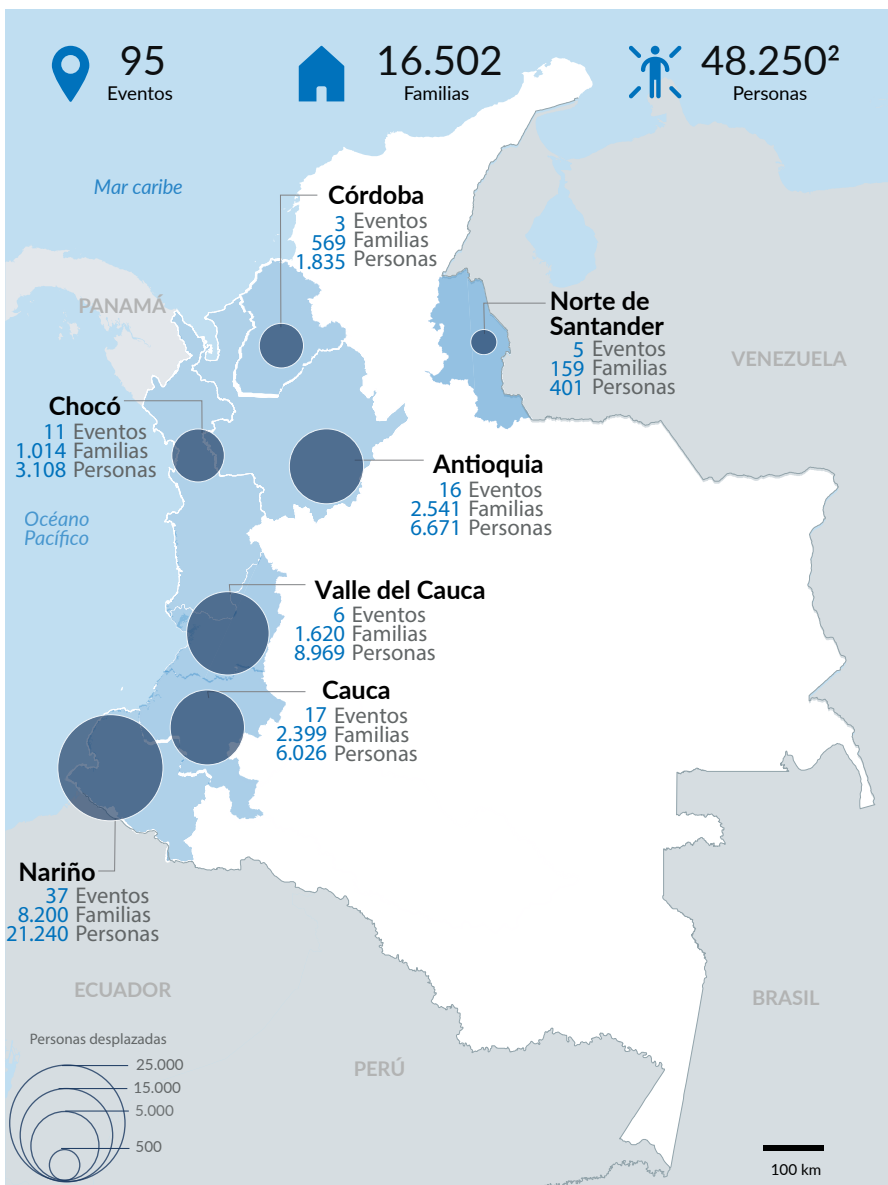 95
Eventos
16.502
Familias
48.250²
Personas
Mar caribe
Córdoba
3 Eventos
569 Familias
1.835 Personas
PANAMÁ
Norte de
Santander
5 Eventos
159 Familias
401 Personas
VENEZUELA
Chocó
11 Eventos
1.014 Familias
3.108 Personas
Antioquia
16 Eventos
2.541 Familias
6.671 Personas
Océano
Pacífico
Valle del Cauca
6 Eventos
1.620 Familias
8.969 Personas
Cauca
17 Eventos
2.399 Familias
6.026 Personas
Nariño
37 Eventos
8.200 Familias
21.240 Personas
ECUADOR
BRASIL
PERÚ
Personas desplazadas
25.000
15.000
5.000
500
100 km